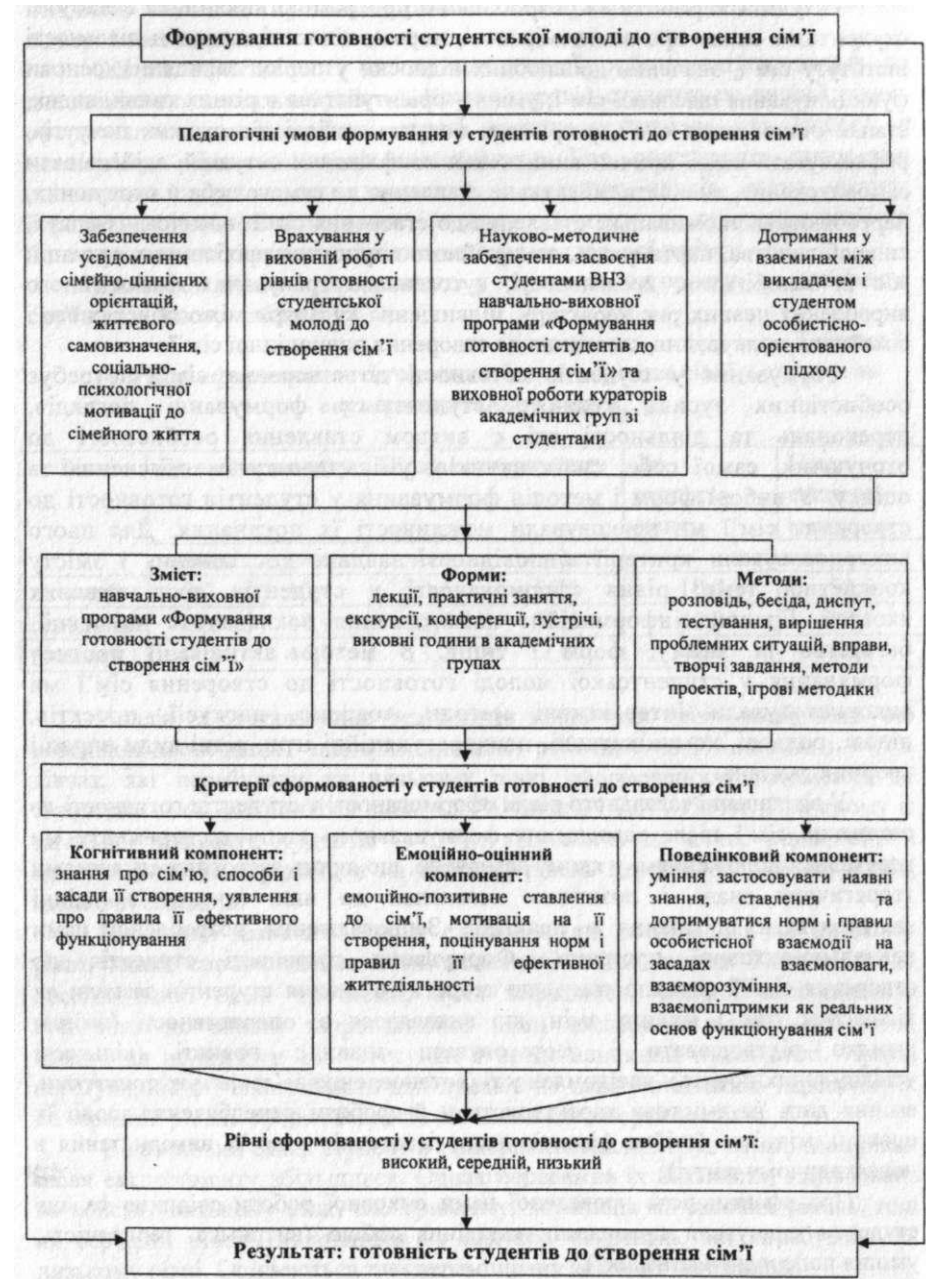 Формування готовності студентської молоді до створення сім’ї
Педагогічні умови формування у студентів готовності до створення сім’ї
Забезпечення
усвідомлення
сімейно-ціннісних
орієнтацій,
життєвого
самовизначення,
соціально-
психологічної
мотивації до
сімейного життя
Врахування у
виховній роботі
рівнів готовності
студентської
молоді до
створення сім’ї
Науково-методичне
забезпечення засвоєння
студентами ВНЗ
навчально-виховної
програми «Формування
готовності студентів до
створення сім’ї» та
виховної роботи кураторів
академічних груп зі
студентами
Дотримання у
взаєминах між
викладачем і
студентом
особистісно-
орієнтованого
підходу
Зміст:
навчально-виховної
програми «Формування
готовності студентів до
створення сім’ї»
Форми:
лекції, практичні заняття,
екскурсії, конференції, зустрічі,
виховні години в академічних
групах
Методи:
розповідь, бесіда, диспут,
тестування, вирішення
проблемних ситуацій, вправи,
творчі завдання, методи
проектів, ігрові методики
Критерії сформованості у студентів готовності до створення сім’ї
Когнітивний компонент:
знання про сім’ю, способи
і засади її створення, уявлення
про правила її ефективного
функціонування
Емоційно-оцінний
компонент:
емоційно-позитивне ставлення
до сім’ї, мотивація на її
створення, поцінування норм і
правил її ефективної
життєдіяльності
Поведінковий компонент:
уміння застосовувати наявні
знання, ставлення та
дотримуватися норм і правил
особистісної взаємодії на
засадах взаємоповаги,
взаєморозуміння,
взаємопідтримки як реальних
основ функціонування сім’ї
Рівні сформованості у студентів готовності до створення сім’ї:
високий, середній, низький
Результат: готовність студентів до створення сім’ї